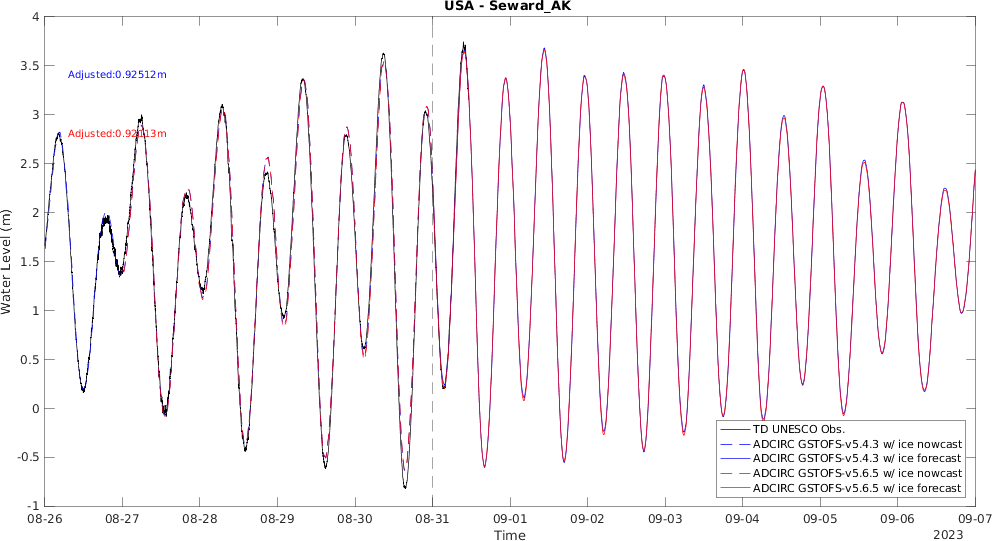 USA - Seward_AK
4
3.5
3
2.5
2
1.5
1
0.5
0
-0.5
-1
Water Level (m)
Adjusted:0.92512m
Adjusted:0.92113m
TD UNESCO Obs.
ADCIRC GSTOFS-v5.4.3 w/ ice nowcast
ADCIRC GSTOFS-v5.4.3 w/ ice forecast
ADCIRC GSTOFS-v5.6.5 w/ ice nowcast
ADCIRC GSTOFS-v5.6.5 w/ ice forecast
08-26 08-27 08-28 08-29 08-30 08-31 09-01 09-02 09-03 09-04 09-05 09-06 09-07
Time
2023